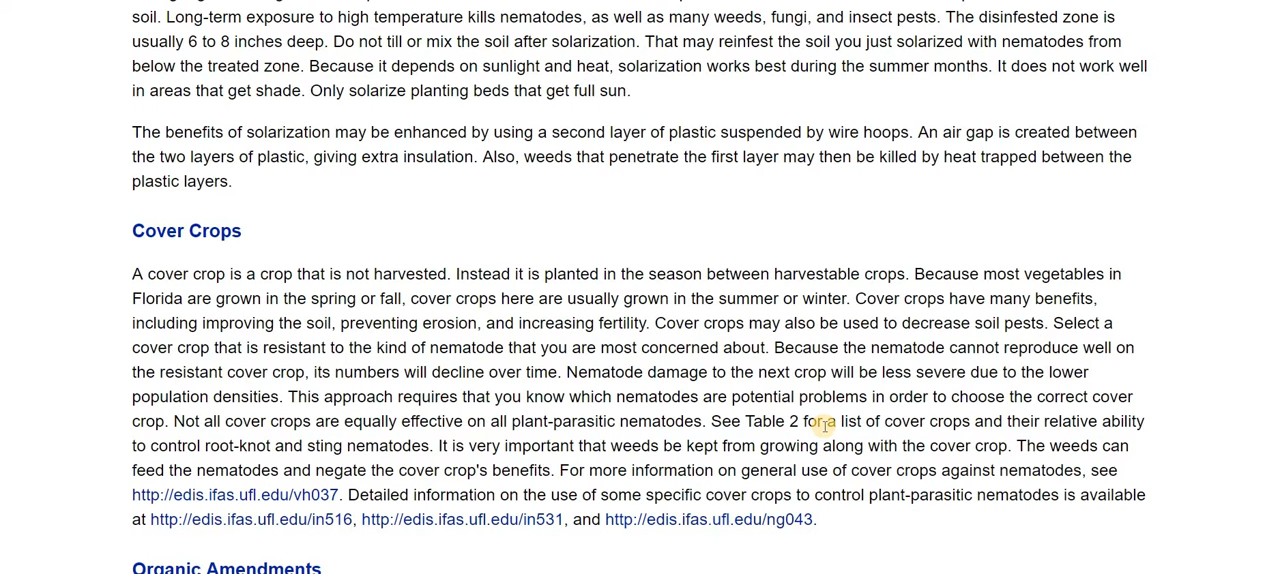 soil. Long-term exposure to high temperature kills nematodes, as well as many weeds, fungi, and insect pests. The disinfested zone is
usually 6 to 8 inches deep. Do not till or mix the soil after solarization. That may reinfest the soil you just solarized with nematodes from
below the treated zone. Because it depends on sunlight and heat, solarization works best during the summer months. It does not work well
in areas that get shade. Only solarize planting beds that get full sun.
The benefits of solarization may be enhanced by using a second layer of plastic suspended by wire hoops. An air gap is created between
the two layers of plastic, giving extra insulation. Also, weeds that penetrate the first layer may then be killed by heat trapped between the
plastic layers.
Cover Crops
A cover crop is a crop that is not harvested. Instead it is planted in the season between harvestable crops. Because most vegetables in
Florida are grown in the spring or fall, cover crops here are usually grown in the summer or winter. Cover crops have many benefits,
including improving the soil, preventing erosion, and increasing fertility. Cover crops may also be used to decrease soil pests. Select a
cover crop that is resistant to the kind of nematode that you are most concerned about. Because the nematode cannot reproduce well on
the resistant cover crop, its numbers will decline over time. Nematode damage to the next crop will be less severe due to the lower
population densities. This approach requires that you know which nematodes are potential problems in order to choose the correct cover
crop. Not all cover crops are equally effective on all plant-parasitic nematodes. See Table 2 for a list of cover crops and their relative ability
to control root-knot and sting nematodes. It is very important that weeds be kept from growing along with the cover crop. The weeds can
feed the nematodes and negate the cover crop's benefits. For more information on general use of cover crops against nematodes, see
http://edis.ifas.ufl.edu/vh037. Detailed information on the use of some specific cover crops to control plant-parasitic nematodes is available
at http://edis.ifas.ufl.edu/in516, http://edis.ifas.ufl.edu/in531, and http://edis.ifas.ufl.edu/ng043.
Organic Amendments